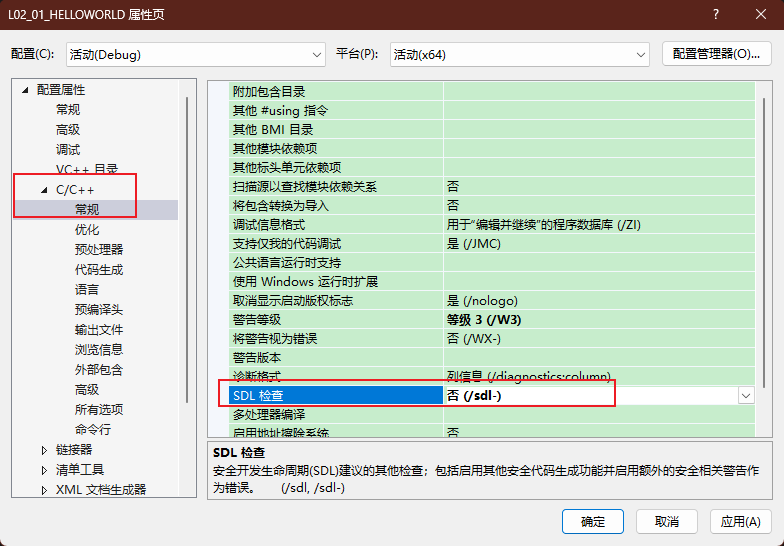 L02_01_HELLOWORLD 属性页
配置(C):
活动(Debug)
平台(P):
活动(x64)
配置管理器(O)...
配置属性
常规
高级
调试
VC++ 目录
C/C++
常规
优化
预处理器
代码生成
语言
预编译头
输出文件
浏览信息
外部包含
高级
所有选项
命令行
链接器
清单工具
XML 文档生成器
附加包含目录
其他 #using 指令
其他 BMI 目录
其他模块依赖项
其他标头单元依赖项
扫描源以查找模块依赖关系 否
将包含转换为导入 否
调试信息格式 用于“编辑并继续”的程序数据库 (/ZI)
支持仅我的代码调试 是 (/JMC)
公共语言运行时支持
使用 Windows 运行时扩展
取消显示启动版权标志 是 (/nologo)
警告等级 等级 3 (/W3)
将警告视为错误 否 (/WX-)
警告版本
诊断格式 列信息 (/diagnostics:column)
SDL 检查 否 (/sdl-)
多处理器编译
启用地址擦除系统 否
SDL 检查
安全开发生命周期(SDL)建议的其他检查；包括启用其他安全代码生成功能并启用额外的安全相关警告作
为错误。 (/sdl, /sdl-)
确定
取消
应用(A)